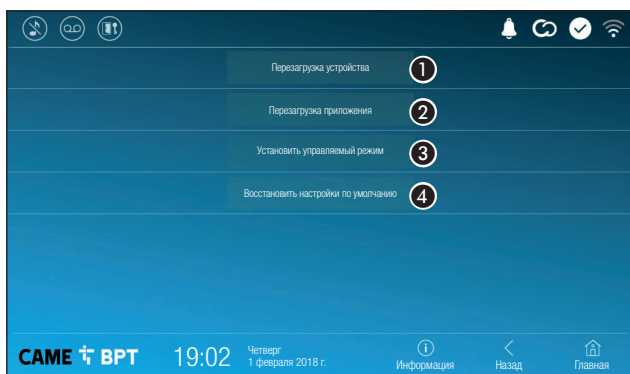 Перезагрузка устройства 1
Перезагрузка приложения 2
Установить управляемый режим 3
Восстановить настройки по умолчанию 4
CAME BPT 19:02 Четверг
1 февраля 2018 г.
Информация Назад Главная